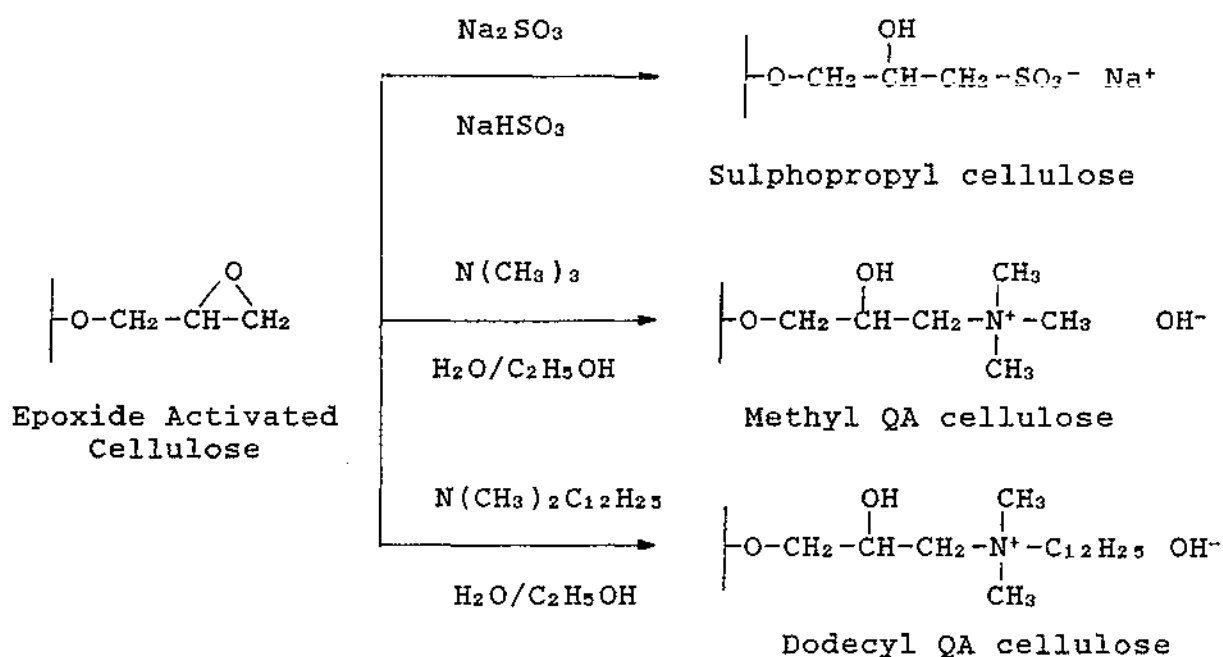 Na₂SO₃
NaHSO₃
OH
O-CH₂-CH-CH₂-SO₃⁻ Na⁺
Sulphopropyl cellulose
O
O-CH₂-CH-CH₂
Epoxide Activated
Cellulose
N(CH₃)₃
H₂O/C₂H₅OH
OH CH₃
O-CH₂-CH-CH₂-N⁺-CH₃ OH⁻
CH₃
Methyl QA cellulose
N(CH₃)₂C₁₂H₂₅
H₂O/C₂H₅OH
OH CH₃
O-CH₂-CH-CH₂-N⁺-C₁₂H₂₅ OH⁻
CH₃
Dodecyl QA cellulose